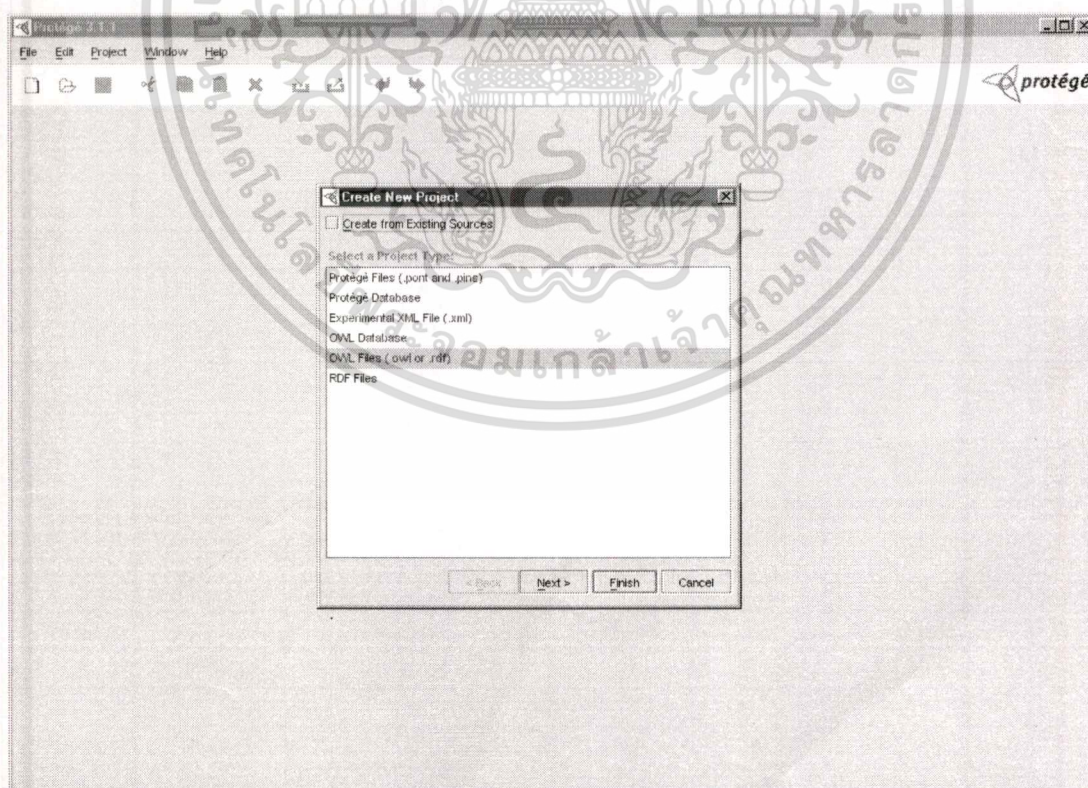 Protégé 3.1.1
File Edit Project Window Help
protégé
Create New Project
Create from Existing Sources
Select a Project Type:
Protégé Files (.pont and .pins)
Protégé Database
Experimental XML File (.xml)
OWL Database
OWL Files (.owl or .rdf)
RDF Files
< Back Next > Finish Cancel